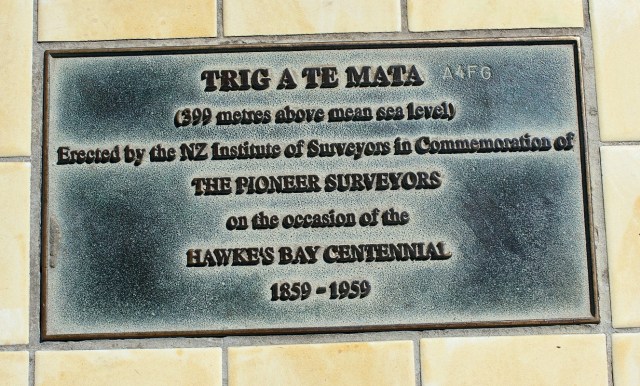 TRIG A TE MATA A4FG
(399 metres above mean sea level)
Erected by the NZ Institute of Surveyors in Commemoration of
THE PIONEER SURVEYORS
on the occasion of the
HAWKE'S BAY CENTENNIAL
1859 - 1959